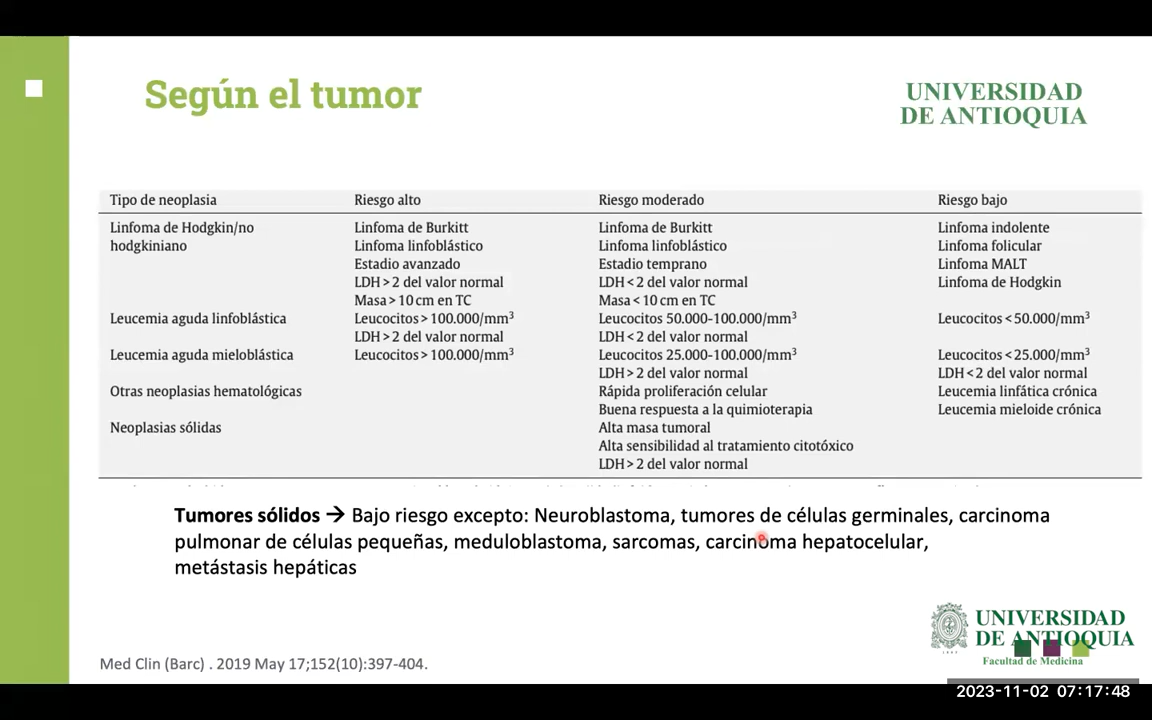 Según el tumor
UNIVERSIDAD
DE ANTIOQUIA
Tipo de neoplasia Riesgo alto Riesgo moderado Riesgo bajo
Linfoma de Hodgkin/no Linfoma de Burkitt Linfoma de Burkitt Linfoma indolente
hodgkiniano Linfoma linfoblástico Linfoma linfoblástico Linfoma folicular
Estadio avanzado Estadio temprano Linfoma MALT
LDH > 2 del valor normal LDH < 2 del valor normal Linfoma de Hodgkin
Masa > 10 cm en TC Masa < 10 cm en TC
Leucemia aguda linfoblástica Leucocitos > 100.000/mm³ Leucocitos 50.000-100.000/mm³ Leucocitos < 50.000/mm³
LDH > 2 del valor normal LDH < 2 del valor normal
Leucemia aguda mieloblástica Leucocitos > 100.000/mm³ Leucocitos 25.000-100.000/mm³ Leucocitos < 25.000/mm³
LDH > 2 del valor normal LDH < 2 del valor normal
Otras neoplasias hematológicas Rápida proliferación celular Leucemia linfática crónica
Buena respuesta a la quimioterapia Leucemia mieloide crónica
Neoplasias sólidas Alta masa tumoral
Alta sensibilidad al tratamiento citotóxico
LDH > 2 del valor normal
Tumores sólidos → Bajo riesgo excepto: Neuroblastoma, tumores de células germinales, carcinoma
pulmonar de células pequeñas, meduloblastoma, sarcomas, carcinoma hepatocelular,
metástasis hepáticas
UNIVERSIDAD
DE ANTIOQUIA
Facultad de Medicina
Med Clin (Barc) . 2019 May 17;152(10):397-404.
2023-11-02 07:17:48